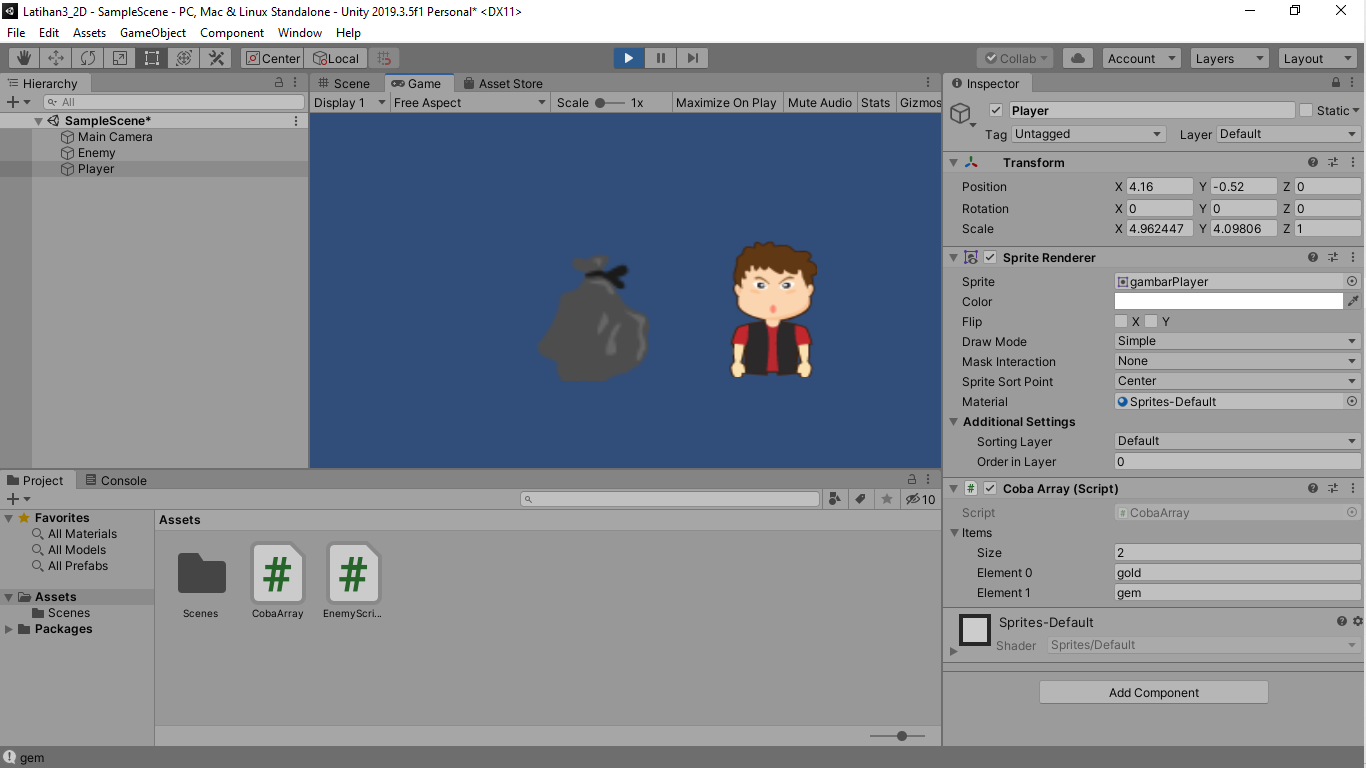 Latihan3_2D - SampleScene - PC, Mac & Linux Standalone - Unity 2019.3.5f1 Personal* <DX11>
File Edit Assets GameObject Component Window Help
Center Local Collab Account Layers Layout
Hierarchy
All
SampleScene*
Main Camera
Enemy
Player
Scene Game Asset Store
Display 1 Free Aspect Scale 1x Maximize On Play Mute Audio Stats Gizmos
Inspector
Player Static
Tag Untagged Layer Default
Transform
Position X 4.16 Y -0.52 Z 0
Rotation X 0 Y 0 Z 0
Scale X 4.962447 Y 4.09806 Z 1
Sprite Renderer
Sprite gambarPlayer
Color
Flip X Y
Draw Mode Simple
Mask Interaction None
Sprite Sort Point Center
Material Sprites-Default
Additional Settings
Sorting Layer Default
Order in Layer 0
# Coba Array (Script)
Script # CobaArray
Items
Size 2
Element 0 gold
Element 1 gem
Sprites-Default
Shader Sprites/Default
Add Component
Project Console
10
Favorites
All Materials
All Models
All Prefabs
Assets
Scenes
Packages
Assets
# #
Scenes CobaArray EnemyScri...
gem